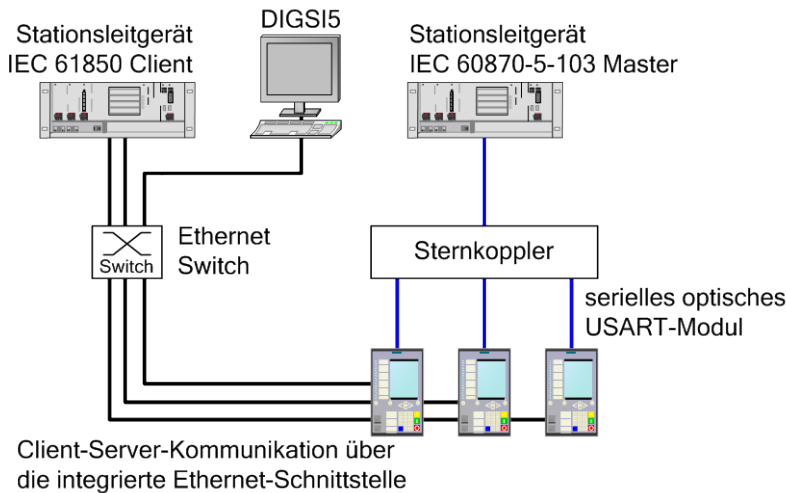 Stationsleitgerät
IEC 61850 Client
DIGSI5
Stationsleitgerät
IEC 60870-5-103 Master
Switch
Ethernet
Switch
Sternkoppler
serielles optisches
USART-Modul
Client-Server-Kommunikation über
die integrierte Ethernet-Schnittstelle